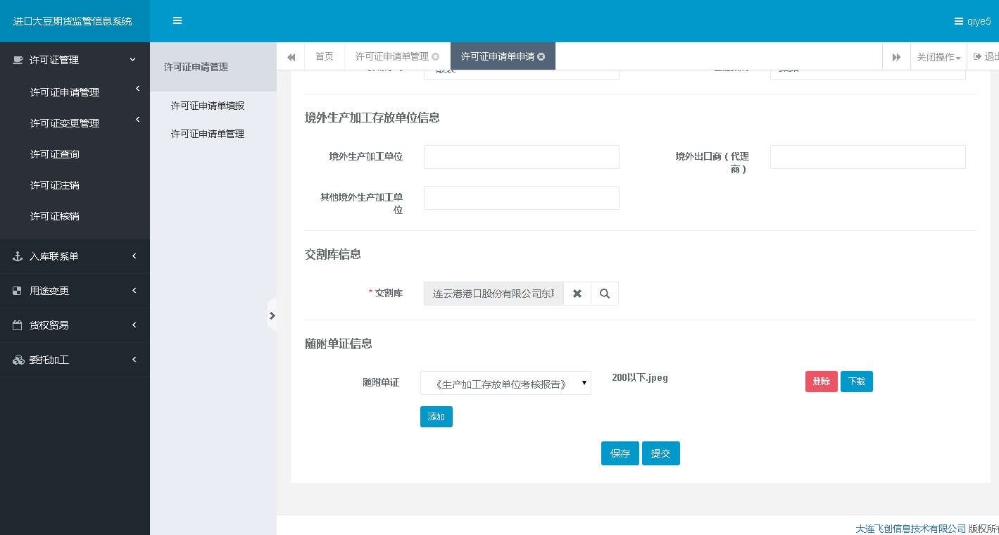 进口大豆期货监管信息系统
qiye5
许可证管理
许可证申请管理
许可证变更管理
许可证查询
许可证注销
许可证核销
入库联系单
用途变更
货权贸易
委托加工
许可证申请管理
许可证申请单填报
许可证申请单管理
首页
许可证申请单管理
许可证申请单申请
关闭操作
退出
境外生产加工存放单位信息
境外生产加工单位
境外出口商（代理
商）
其他境外生产加工单
位
交割库信息
* 交割库
连云港港口股份有限公司东联
随附单证信息
随附单证
《生产加工存放单位考核报告》
200以下.jpeg
删除
下载
添加
保存
提交
大连飞创信息技术有限公司 版权所有